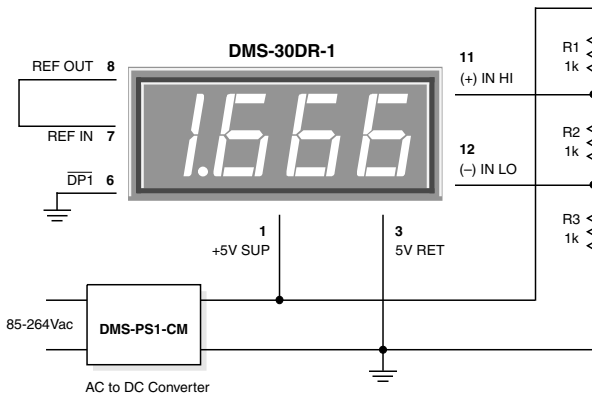 DMS-30DR-1
REF OUT 8
REF IN 7
DP1 6
1.666
11
(+) IN HI
12
(–) IN LO
R1
1k
R2
1k
R3
1k
1
+5V SUP
3
5V RET
85-264Vac
DMS-PS1-CM
AC to DC Converter